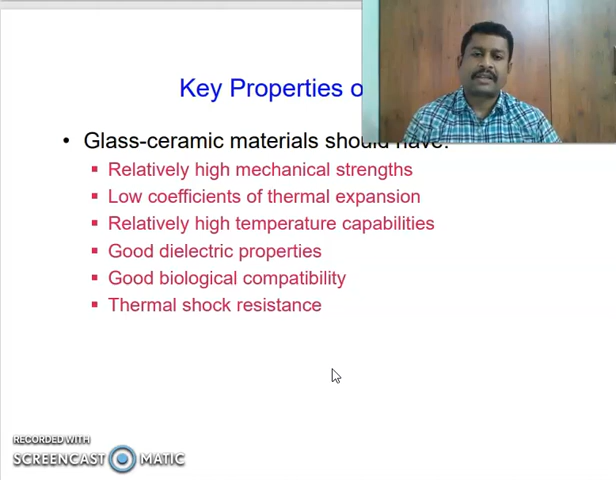 Key Properties o
• Glass-ceramic materials should have:
▪ Relatively high mechanical strengths
▪ Low coefficients of thermal expansion
▪ Relatively high temperature capabilities
▪ Good dielectric properties
▪ Good biological compatibility
▪ Thermal shock resistance
RECORDED WITH
SCREENCAST MATIC